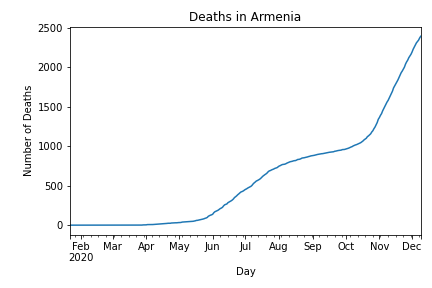 Deaths in Armenia
2500
2000
1500
1000
500
0
Number of Deaths
Feb Mar Apr May Jun Jul Aug Sep Oct Nov Dec
2020
Day